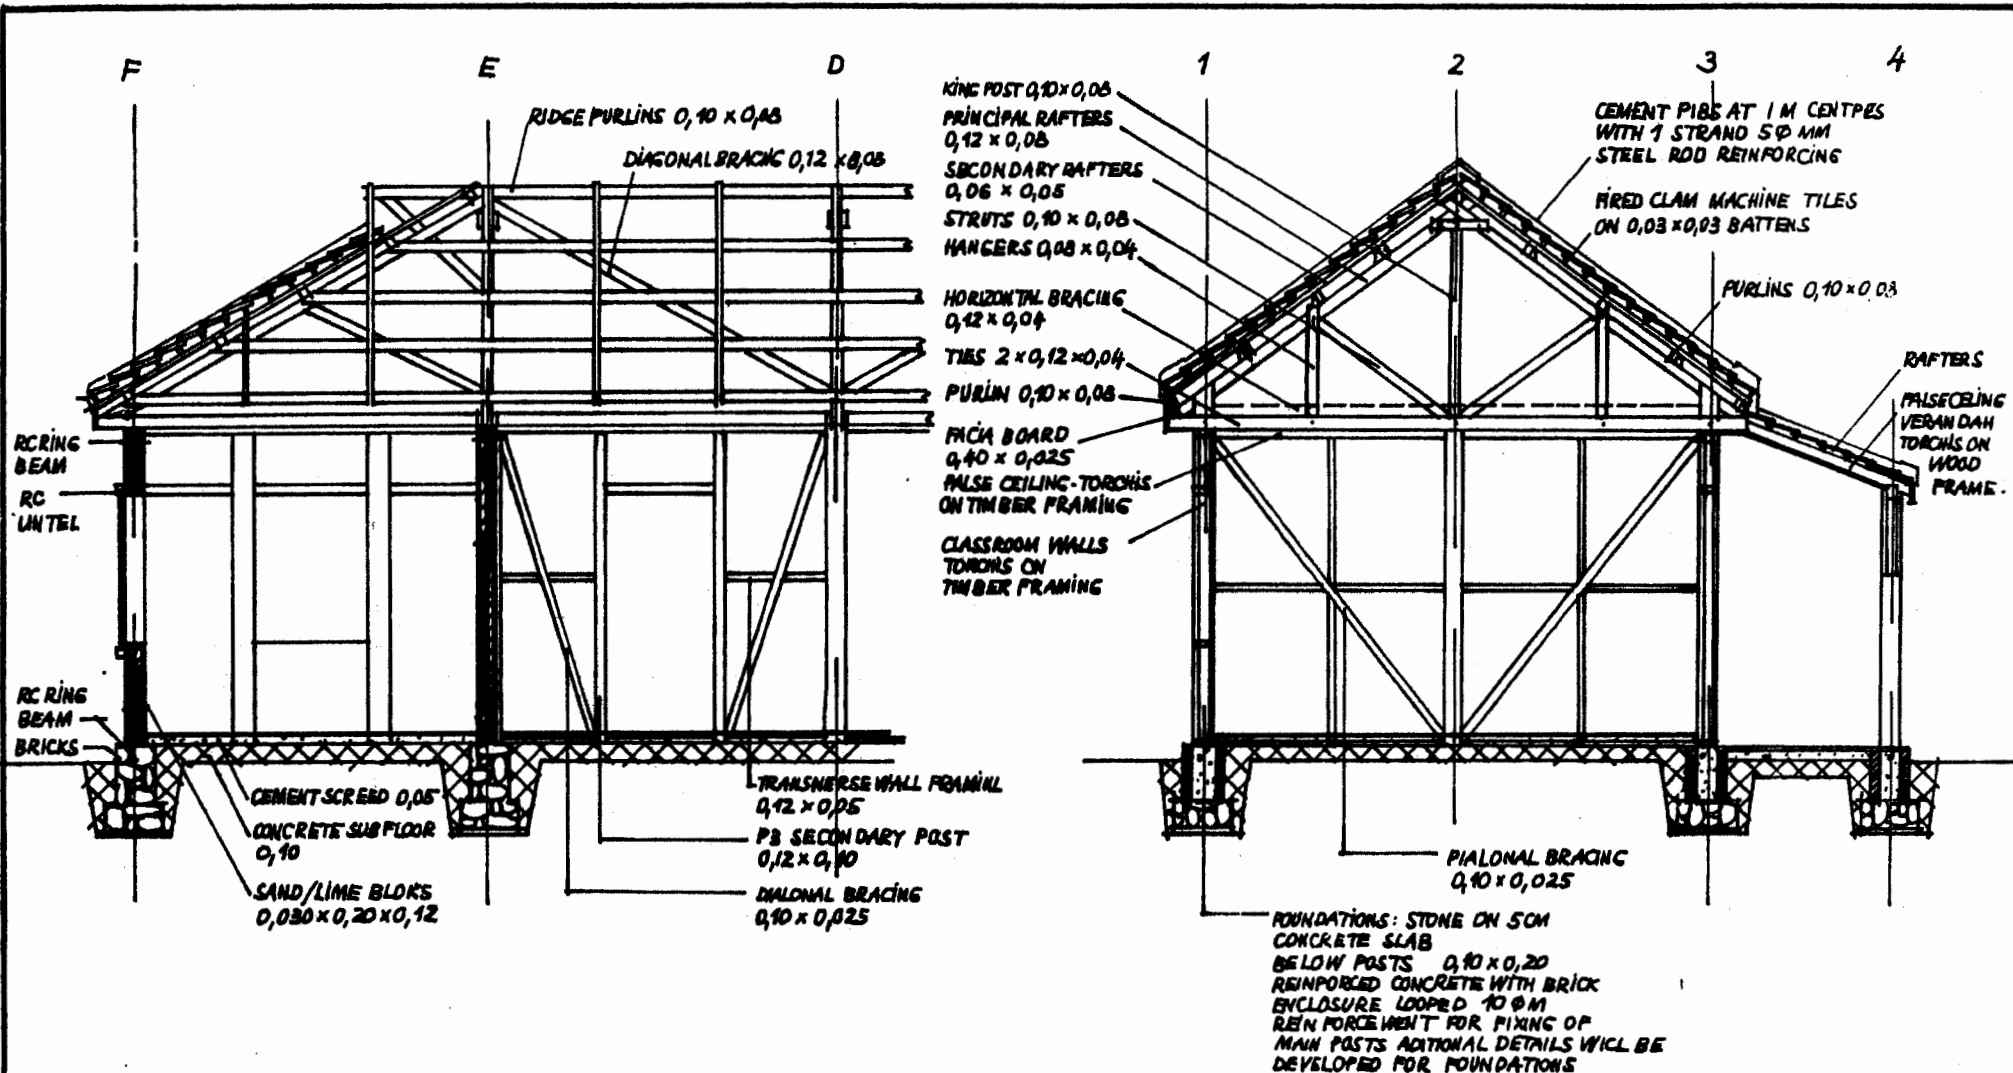 F
E
D
1
2
3
4
RIDGE PURLINS 0,10 x 0,08
DIAGONAL BRACING 0,12 x 0,08
KING POST 0,10 x 0,08
PRINCIPAL RAFTERS
0,12 x 0,08
SECONDARY RAFTERS
0,06 x 0,05
STRUTS 0,10 x 0,08
HANGERS 0,08 x 0,04
HORIZONTAL BRACING
0,12 x 0,04
TIES 2 x 0,12 x 0,04
PURLIN 0,10 x 0,08
FACIA BOARD
0,40 x 0,025
FALSE CEILING-TORCHIS
ON TIMBER FRAMING
CLASSROOM WALLS
TORCHIS ON
TIMBER FRAMING
CEMENT PIBS AT 1 M CENTPES
WITH 1 STRAND 5Ø MM
STEEL ROD REINFORCING
FIRED CLAM MACHINE TILES
ON 0,03 x 0,03 BATTENS
PURLINS 0,10 x 0,08
RAFTERS
FALSE CEILING
VERANDAH
TORCHIS ON
WOOD
FRAME.
RC RING
BEAM
RC
LINTEL
RC RING
BEAM
BRICKS
CEMENT SCREED 0,05
CONCRETE SUB FLOOR
0,10
SAND/LIME BLOKS
0,030 x 0,20 x 0,12
TRANSMERSE WALL FRAMINL
0,12 x 0,05
P3 SECONDARY POST
0,12 x 0,10
DIALONAL BRACING
0,10 x 0,025
PIALONAL BRACING
0,10 x 0,025
FOUNDATIONS: STONE ON 5CM
CONCRETE SLAB
BELOW POSTS 0,10 x 0,20
REINPORCED CONCRETE WITH BRICK
ENCLOSURE LOOPED 10 Ø M
REINFORCEMENT FOR FIXING OF
MAIN POSTS ADITIONAL DETAILS WICL BE
DEVELOPED FOR FOUNDATIONS